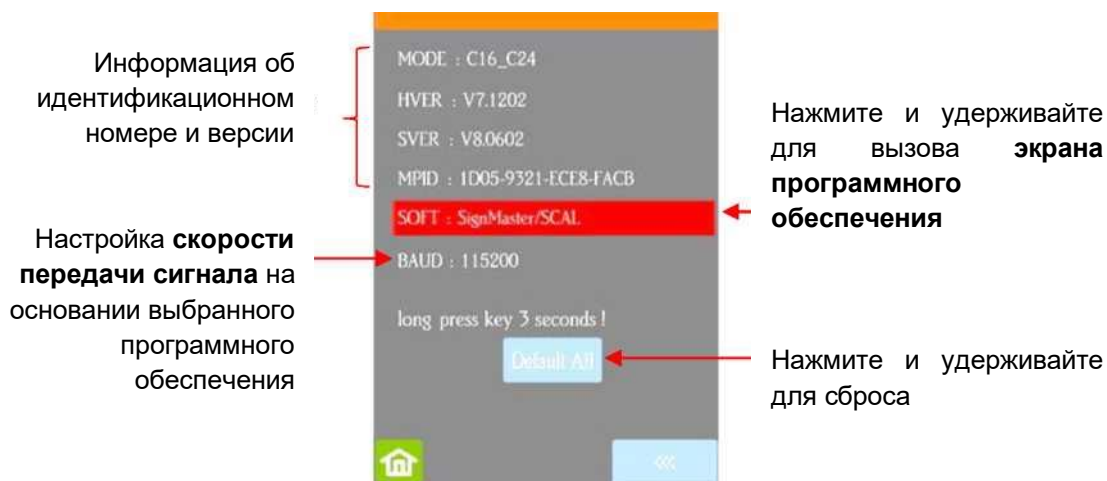 Информация об
идентификационном
номере и версии
Настройка скорости
передачи сигнала на
основании выбранного
программного
обеспечения
MODE : C16_C24
HVER : V7.1202
SVER : V8.0602
MPID : 1D05-9321-ECE8-FACB
SOFT : SignMaster/SCAL
BAUD : 115200
long press key 3 seconds !
Default All
<<<
Нажмите и удерживайте
для вызова экрана
программного
обеспечения
Нажмите и удерживайте
для сброса